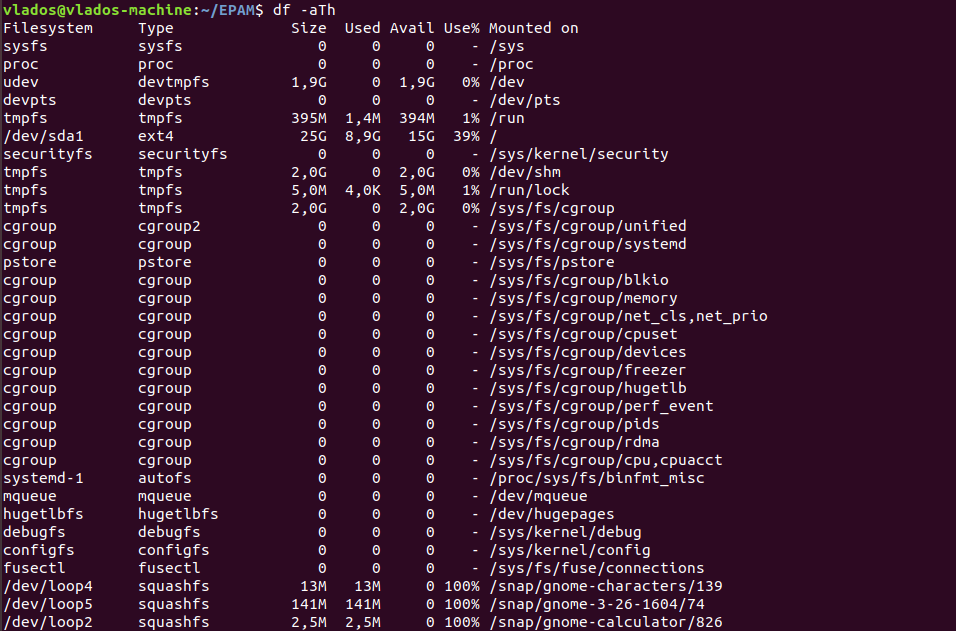 vlados@vlados-machine:~/EPAM$ df -aTh
Filesystem     Type        Size  Used Avail Use% Mounted on
sysfs          sysfs          0     0     0    - /sys
proc           proc           0     0     0    - /proc
udev           devtmpfs    1,9G     0  1,9G   0% /dev
devpts         devpts         0     0     0    - /dev/pts
tmpfs          tmpfs       395M  1,4M  394M   1% /run
/dev/sda1      ext4         25G  8,9G   15G  39% /
securityfs     securityfs     0     0     0    - /sys/kernel/security
tmpfs          tmpfs       2,0G     0  2,0G   0% /dev/shm
tmpfs          tmpfs       5,0M  4,0K  5,0M   1% /run/lock
tmpfs          tmpfs       2,0G     0  2,0G   0% /sys/fs/cgroup
cgroup         cgroup2        0     0     0    - /sys/fs/cgroup/unified
cgroup         cgroup         0     0     0    - /sys/fs/cgroup/systemd
pstore         pstore         0     0     0    - /sys/fs/pstore
cgroup         cgroup         0     0     0    - /sys/fs/cgroup/blkio
cgroup         cgroup         0     0     0    - /sys/fs/cgroup/memory
cgroup         cgroup         0     0     0    - /sys/fs/cgroup/net_cls,net_prio
cgroup         cgroup         0     0     0    - /sys/fs/cgroup/cpuset
cgroup         cgroup         0     0     0    - /sys/fs/cgroup/devices
cgroup         cgroup         0     0     0    - /sys/fs/cgroup/freezer
cgroup         cgroup         0     0     0    - /sys/fs/cgroup/hugetlb
cgroup         cgroup         0     0     0    - /sys/fs/cgroup/perf_event
cgroup         cgroup         0     0     0    - /sys/fs/cgroup/pids
cgroup         cgroup         0     0     0    - /sys/fs/cgroup/rdma
cgroup         cgroup         0     0     0    - /sys/fs/cgroup/cpu,cpuacct
systemd-1      autofs         0     0     0    - /proc/sys/fs/binfmt_misc
mqueue         mqueue         0     0     0    - /dev/mqueue
hugetlbfs      hugetlbfs      0     0     0    - /dev/hugepages
debugfs        debugfs        0     0     0    - /sys/kernel/debug
configfs       configfs       0     0     0    - /sys/kernel/config
fusectl        fusectl        0     0     0    - /sys/fs/fuse/connections
/dev/loop4     squashfs     13M   13M     0 100% /snap/gnome-characters/139
/dev/loop5     squashfs    141M  141M     0 100% /snap/gnome-3-26-1604/74
/dev/loop2     squashfs    2,5M  2,5M     0 100% /snap/gnome-calculator/826